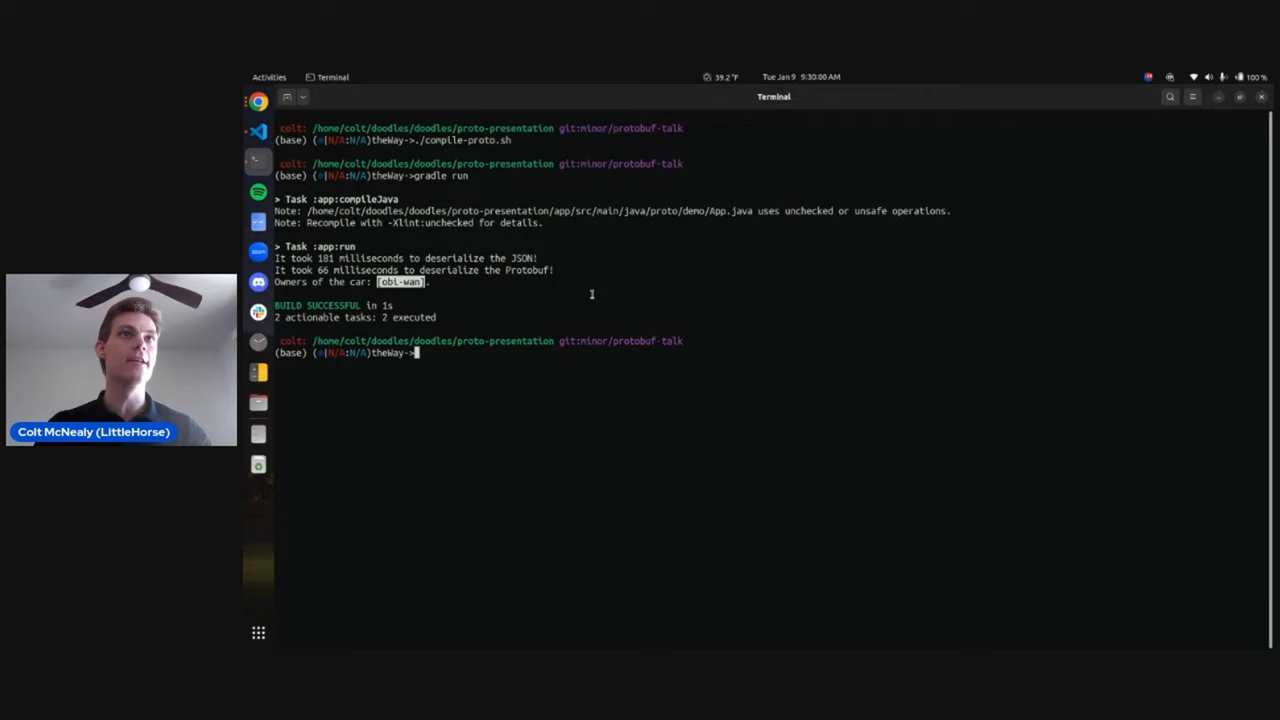 Activities Terminal 39.2 °F Tue Jan 9 9:30:00 AM 100 %
Terminal
colt: /home/colt/doodles/doodles/proto-presentation git:minor/protobuf-talk
(base) (⎈|N/A:N/A)theWay->./compile-proto.sh
colt: /home/colt/doodles/doodles/proto-presentation git:minor/protobuf-talk
(base) (⎈|N/A:N/A)theWay->gradle run
> Task :app:compileJava
Note: /home/colt/doodles/doodles/proto-presentation/app/src/main/java/proto/demo/App.java uses unchecked or unsafe operations.
Note: Recompile with -Xlint:unchecked for details.
> Task :app:run
It took 181 milliseconds to deserialize the JSON!
It took 66 milliseconds to deserialize the Protobuf!
Owners of the car: [obi-wan].
BUILD SUCCESSFUL in 1s
2 actionable tasks: 2 executed
colt: /home/colt/doodles/doodles/proto-presentation git:minor/protobuf-talk
(base) (⎈|N/A:N/A)theWay->
zoom
Colt McNealy (LittleHorse)